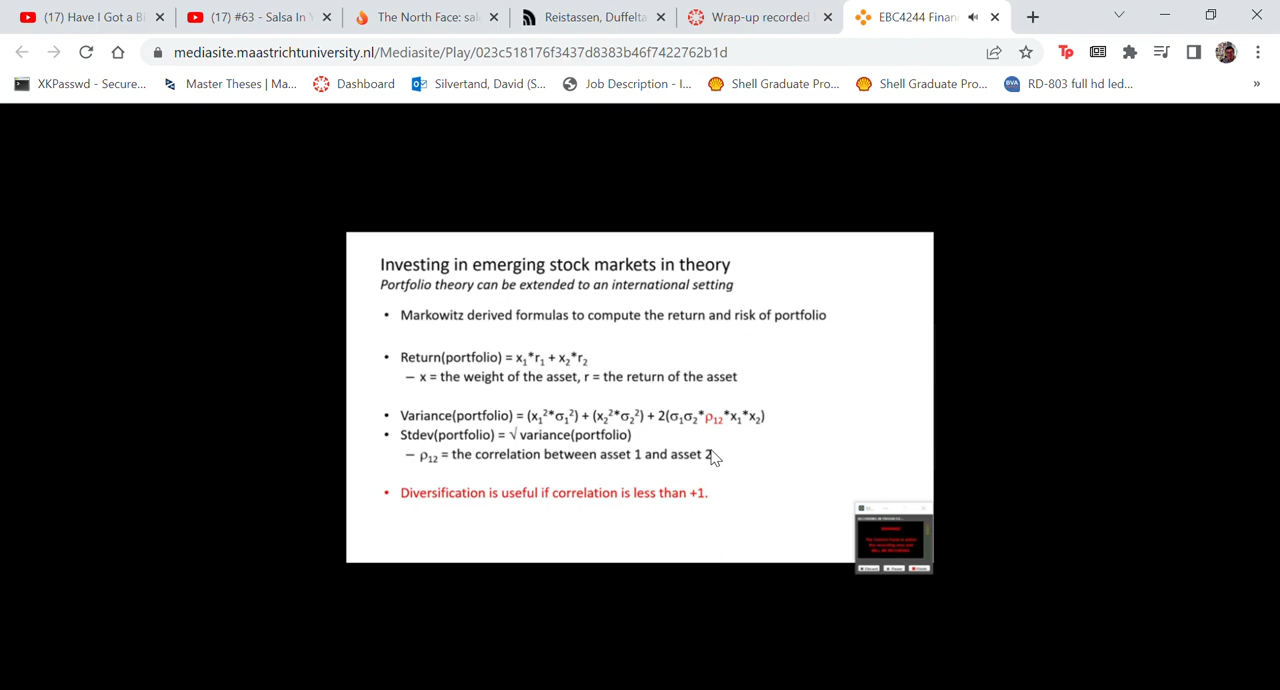 (17) Have I Got a Bi
(17) #63 - Salsa In Y
The North Face: sal
Reistassen, Duffelta
Wrap-up recorded
EBC4244 Finan
mediasite.maastrichtuniversity.nl/Mediasite/Play/023c518176f3437d8383b46f7422762b1d
Tp
XKPasswd - Secure...
Master Theses | Ma...
Dashboard
Silvertand, David (S...
Job Description - I...
Shell Graduate Pro...
Shell Graduate Pro...
BVA
RD-803 full hd led...
»
Investing in emerging stock markets in theory
Portfolio theory can be extended to an international setting
• Markowitz derived formulas to compute the return and risk of portfolio
• Return(portfolio) = x₁*r₁ + x₂*r₂
– x = the weight of the asset, r = the return of the asset
• Variance(portfolio) = (x₁²*σ₁²) + (x₂²*σ₂²) + 2(σ₁σ₂*ρ₁₂*x₁*x₂)
• Stdev(portfolio) = √ variance(portfolio)
– ρ₁₂ = the correlation between asset 1 and asset 2
• Diversification is useful if correlation is less than +1.